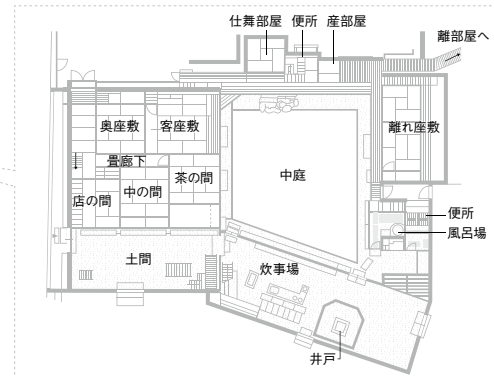 仕舞部屋 便所 産部屋
離部屋へ
奥座敷 客座敷
離れ座敷
畳廊下
中庭
茶の間
中の間
店の間
便所
風呂場
土間
炊事場
井戸